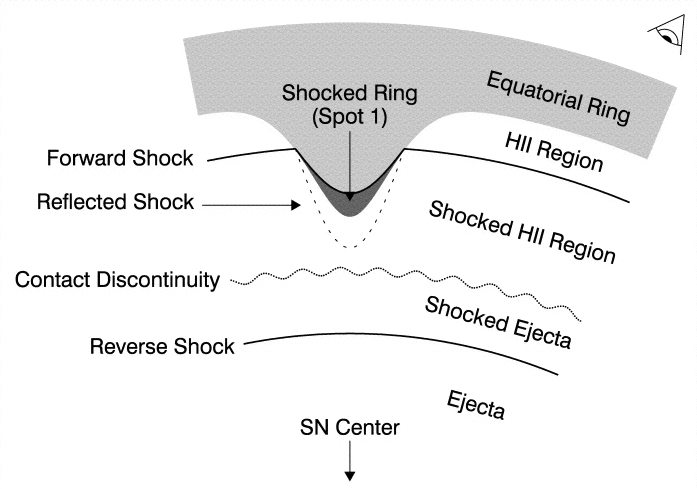 Shocked Ring
(Spot 1)
Equatorial Ring
HII Region
Forward Shock
Reflected Shock
Shocked HII Region
Contact Discontinuity
Shocked Ejecta
Reverse Shock
Ejecta
SN Center